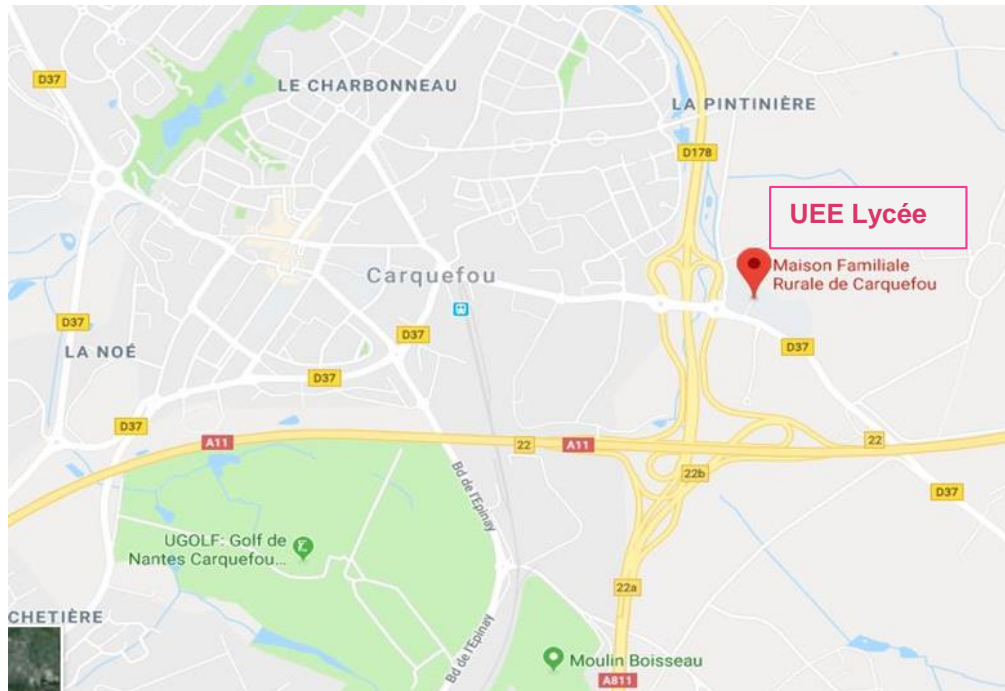 D37
LE CHARBONNEAU
LA PINTINIÈRE
D178
UEE Lycée
Maison Familiale
Rurale de Carquefou
Carquefou
D37
D37
D37
LA NOÉ
D37
D37
A11
22
A11
22
22b
D37
Bd de l'Epinay
UGOLF: Golf de
Nantes Carquefou...
22a
CHETIÈRE
Bd de l'Epinay
Moulin Boisseau
A811